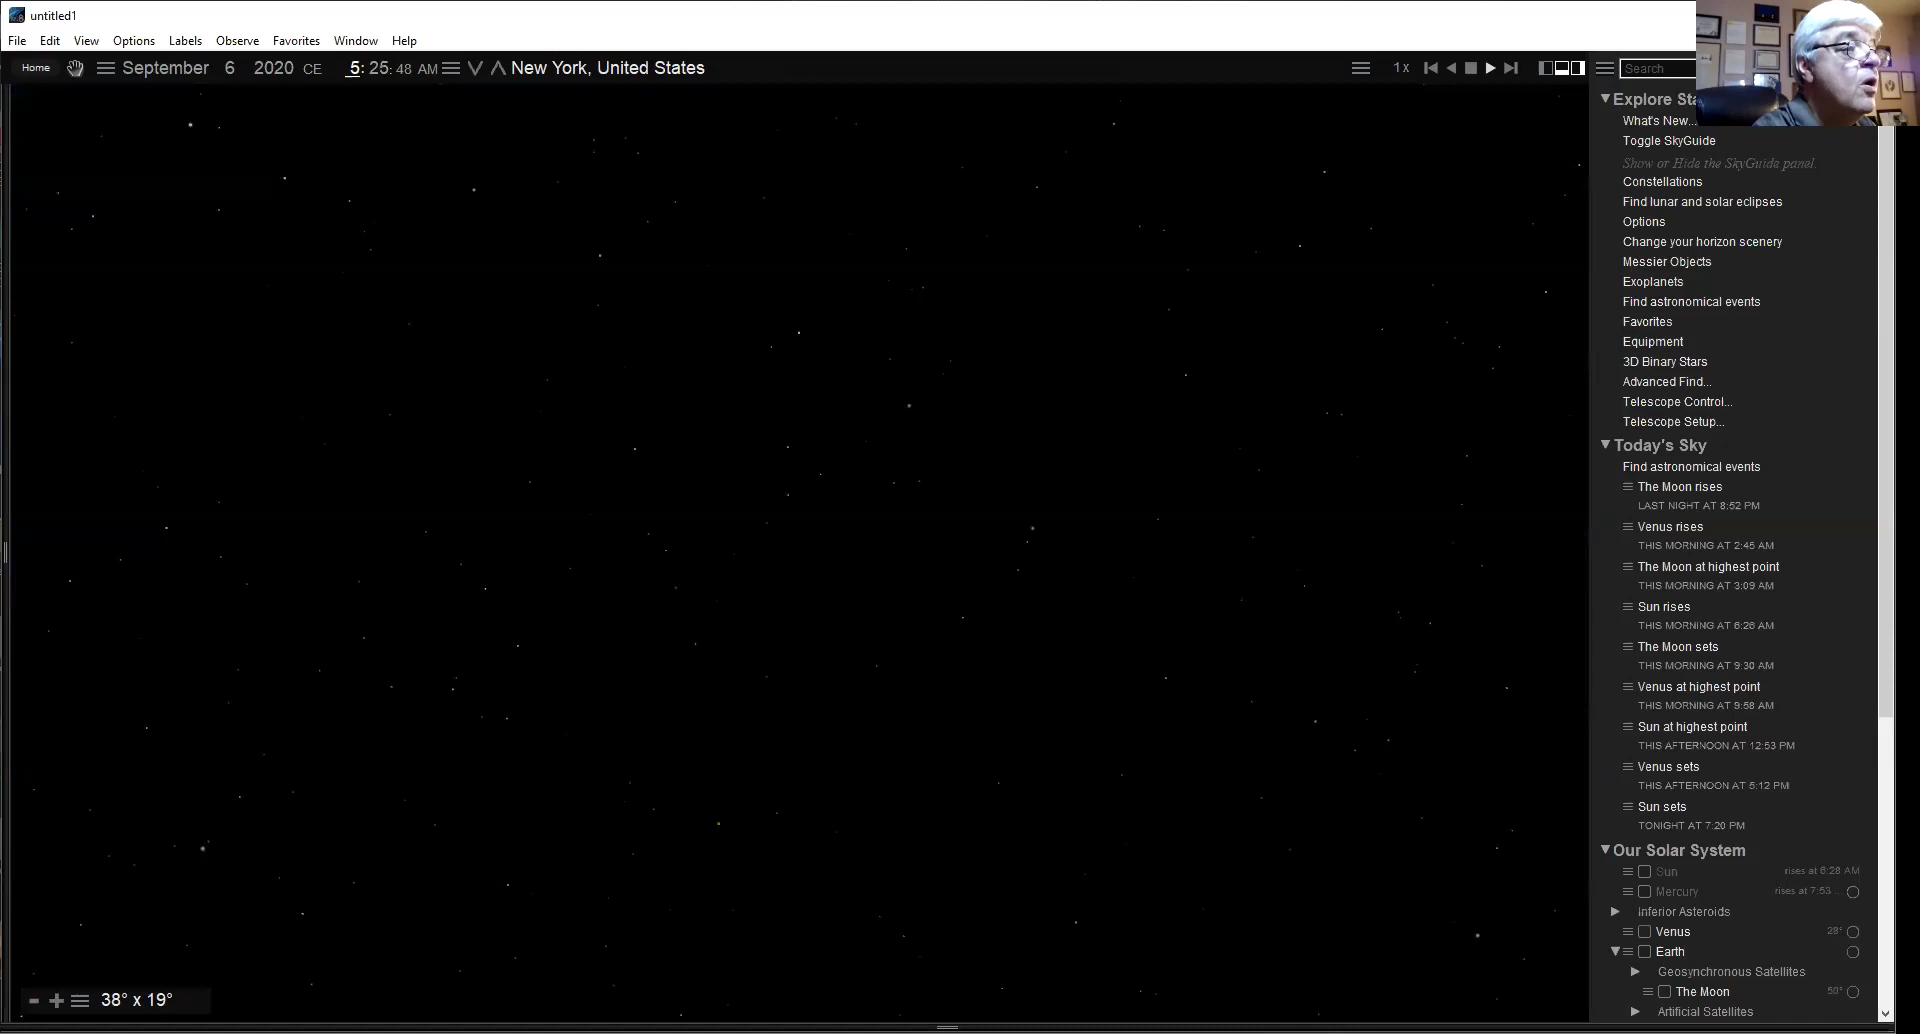 untitled1
File Edit View Options Labels Observe Favorites Window Help
Home September 6 2020 CE 5: 25: 48 AM New York, United States 1x Search
Explore Sta
What's New...
Toggle SkyGuide
Show or Hide the SkyGuide panel.
Constellations
Find lunar and solar eclipses
Options
Change your horizon scenery
Messier Objects
Exoplanets
Find astronomical events
Favorites
Equipment
3D Binary Stars
Advanced Find...
Telescope Control...
Telescope Setup...
Today's Sky
Find astronomical events
The Moon rises
LAST NIGHT AT 8:52 PM
Venus rises
THIS MORNING AT 2:45 AM
The Moon at highest point
THIS MORNING AT 3:09 AM
Sun rises
THIS MORNING AT 6:28 AM
The Moon sets
THIS MORNING AT 9:30 AM
Venus at highest point
THIS MORNING AT 9:58 AM
Sun at highest point
THIS AFTERNOON AT 12:53 PM
Venus sets
THIS AFTERNOON AT 5:12 PM
Sun sets
TONIGHT AT 7:20 PM
Our Solar System
Sun rises at 6:28 AM
Mercury rises at 7:53 ...
Inferior Asteroids
Venus 28°
Earth
Geosynchronous Satellites
The Moon 50°
Artificial Satellites
38° x 19°